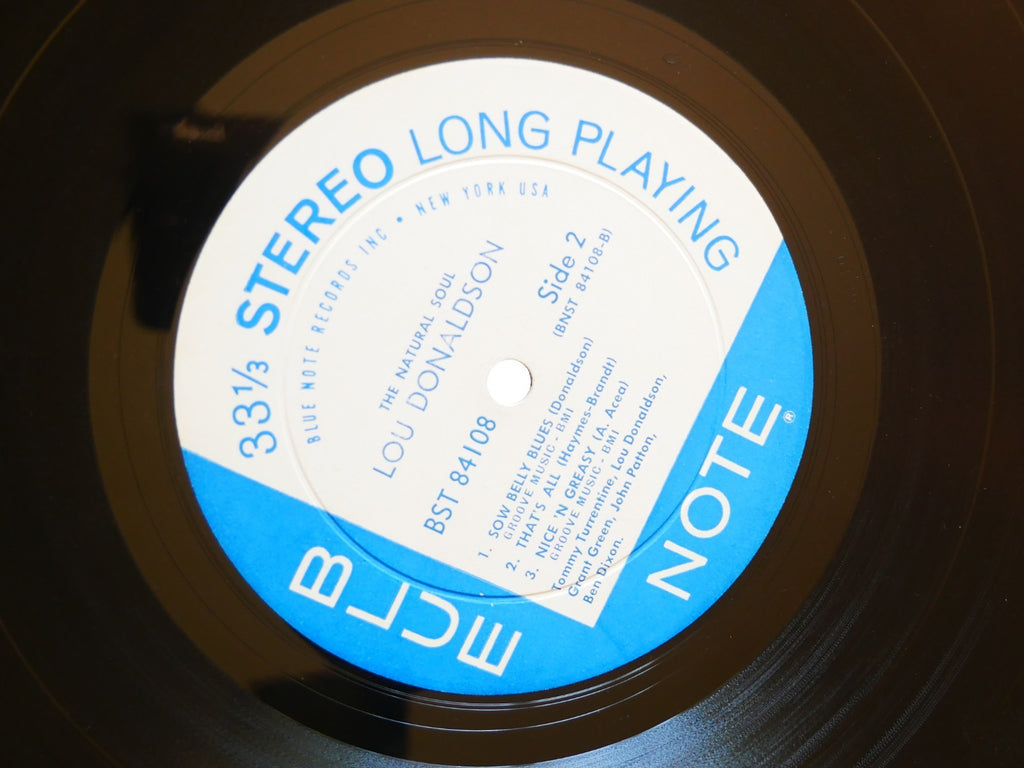 33⅓ STEREO LONG PLAYING
BLUE NOTE RECORDS INC • NEW YORK USA
THE NATURAL SOUL
LOU DONALDSON
BST 84108
Side 2
(BNST 84108-B)
1. SOW BELLY BLUES (Donaldson)
GROOVE MUSIC - BMI
2. THAT'S ALL (Haymes-Brandt)
3. NICE 'N GREASY (A. Acea)
GROOVE MUSIC - BMI
Tommy Turrentine, Lou Donaldson,
Grant Green, John Patton,
Ben Dixon.
BLUE
NOTE®